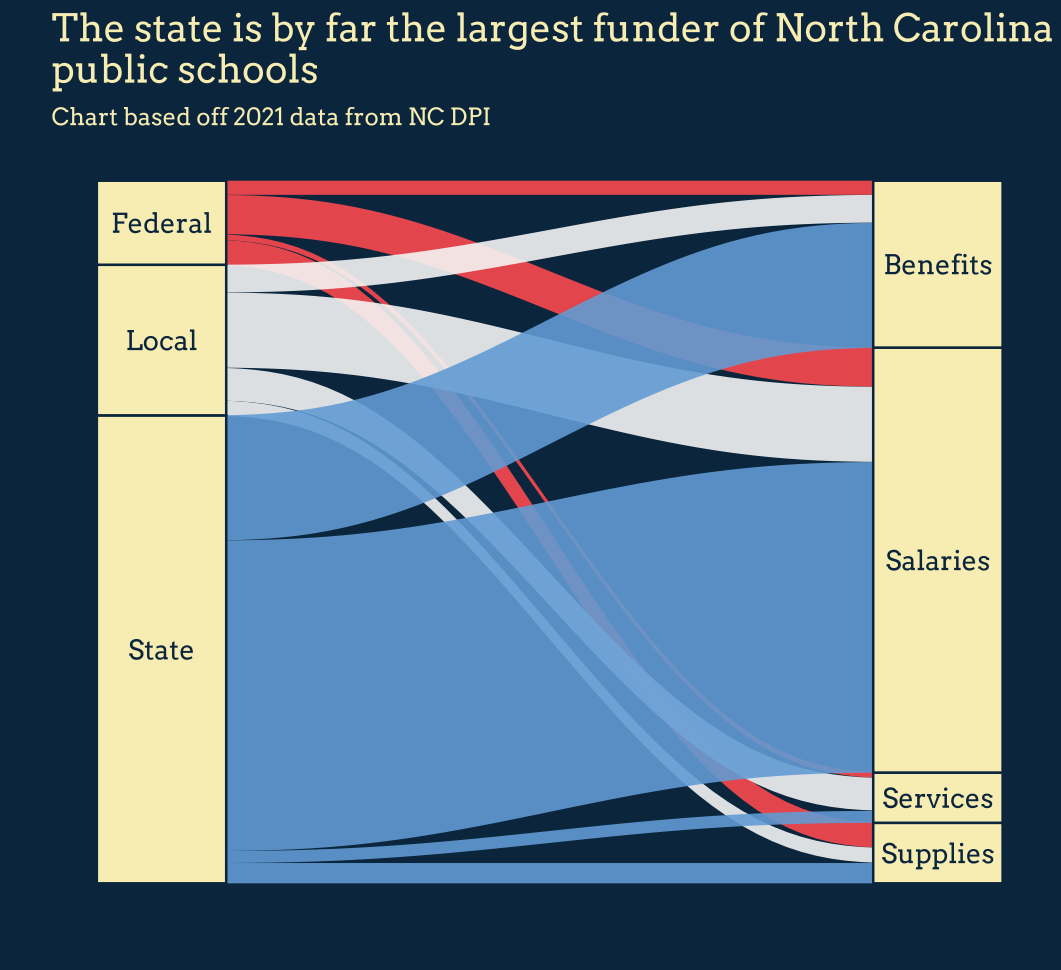 The state is by far the largest funder of North Carolina
public schools
Chart based off 2021 data from NC DPI
Federal
Benefits
Local
Salaries
State
Services
Supplies